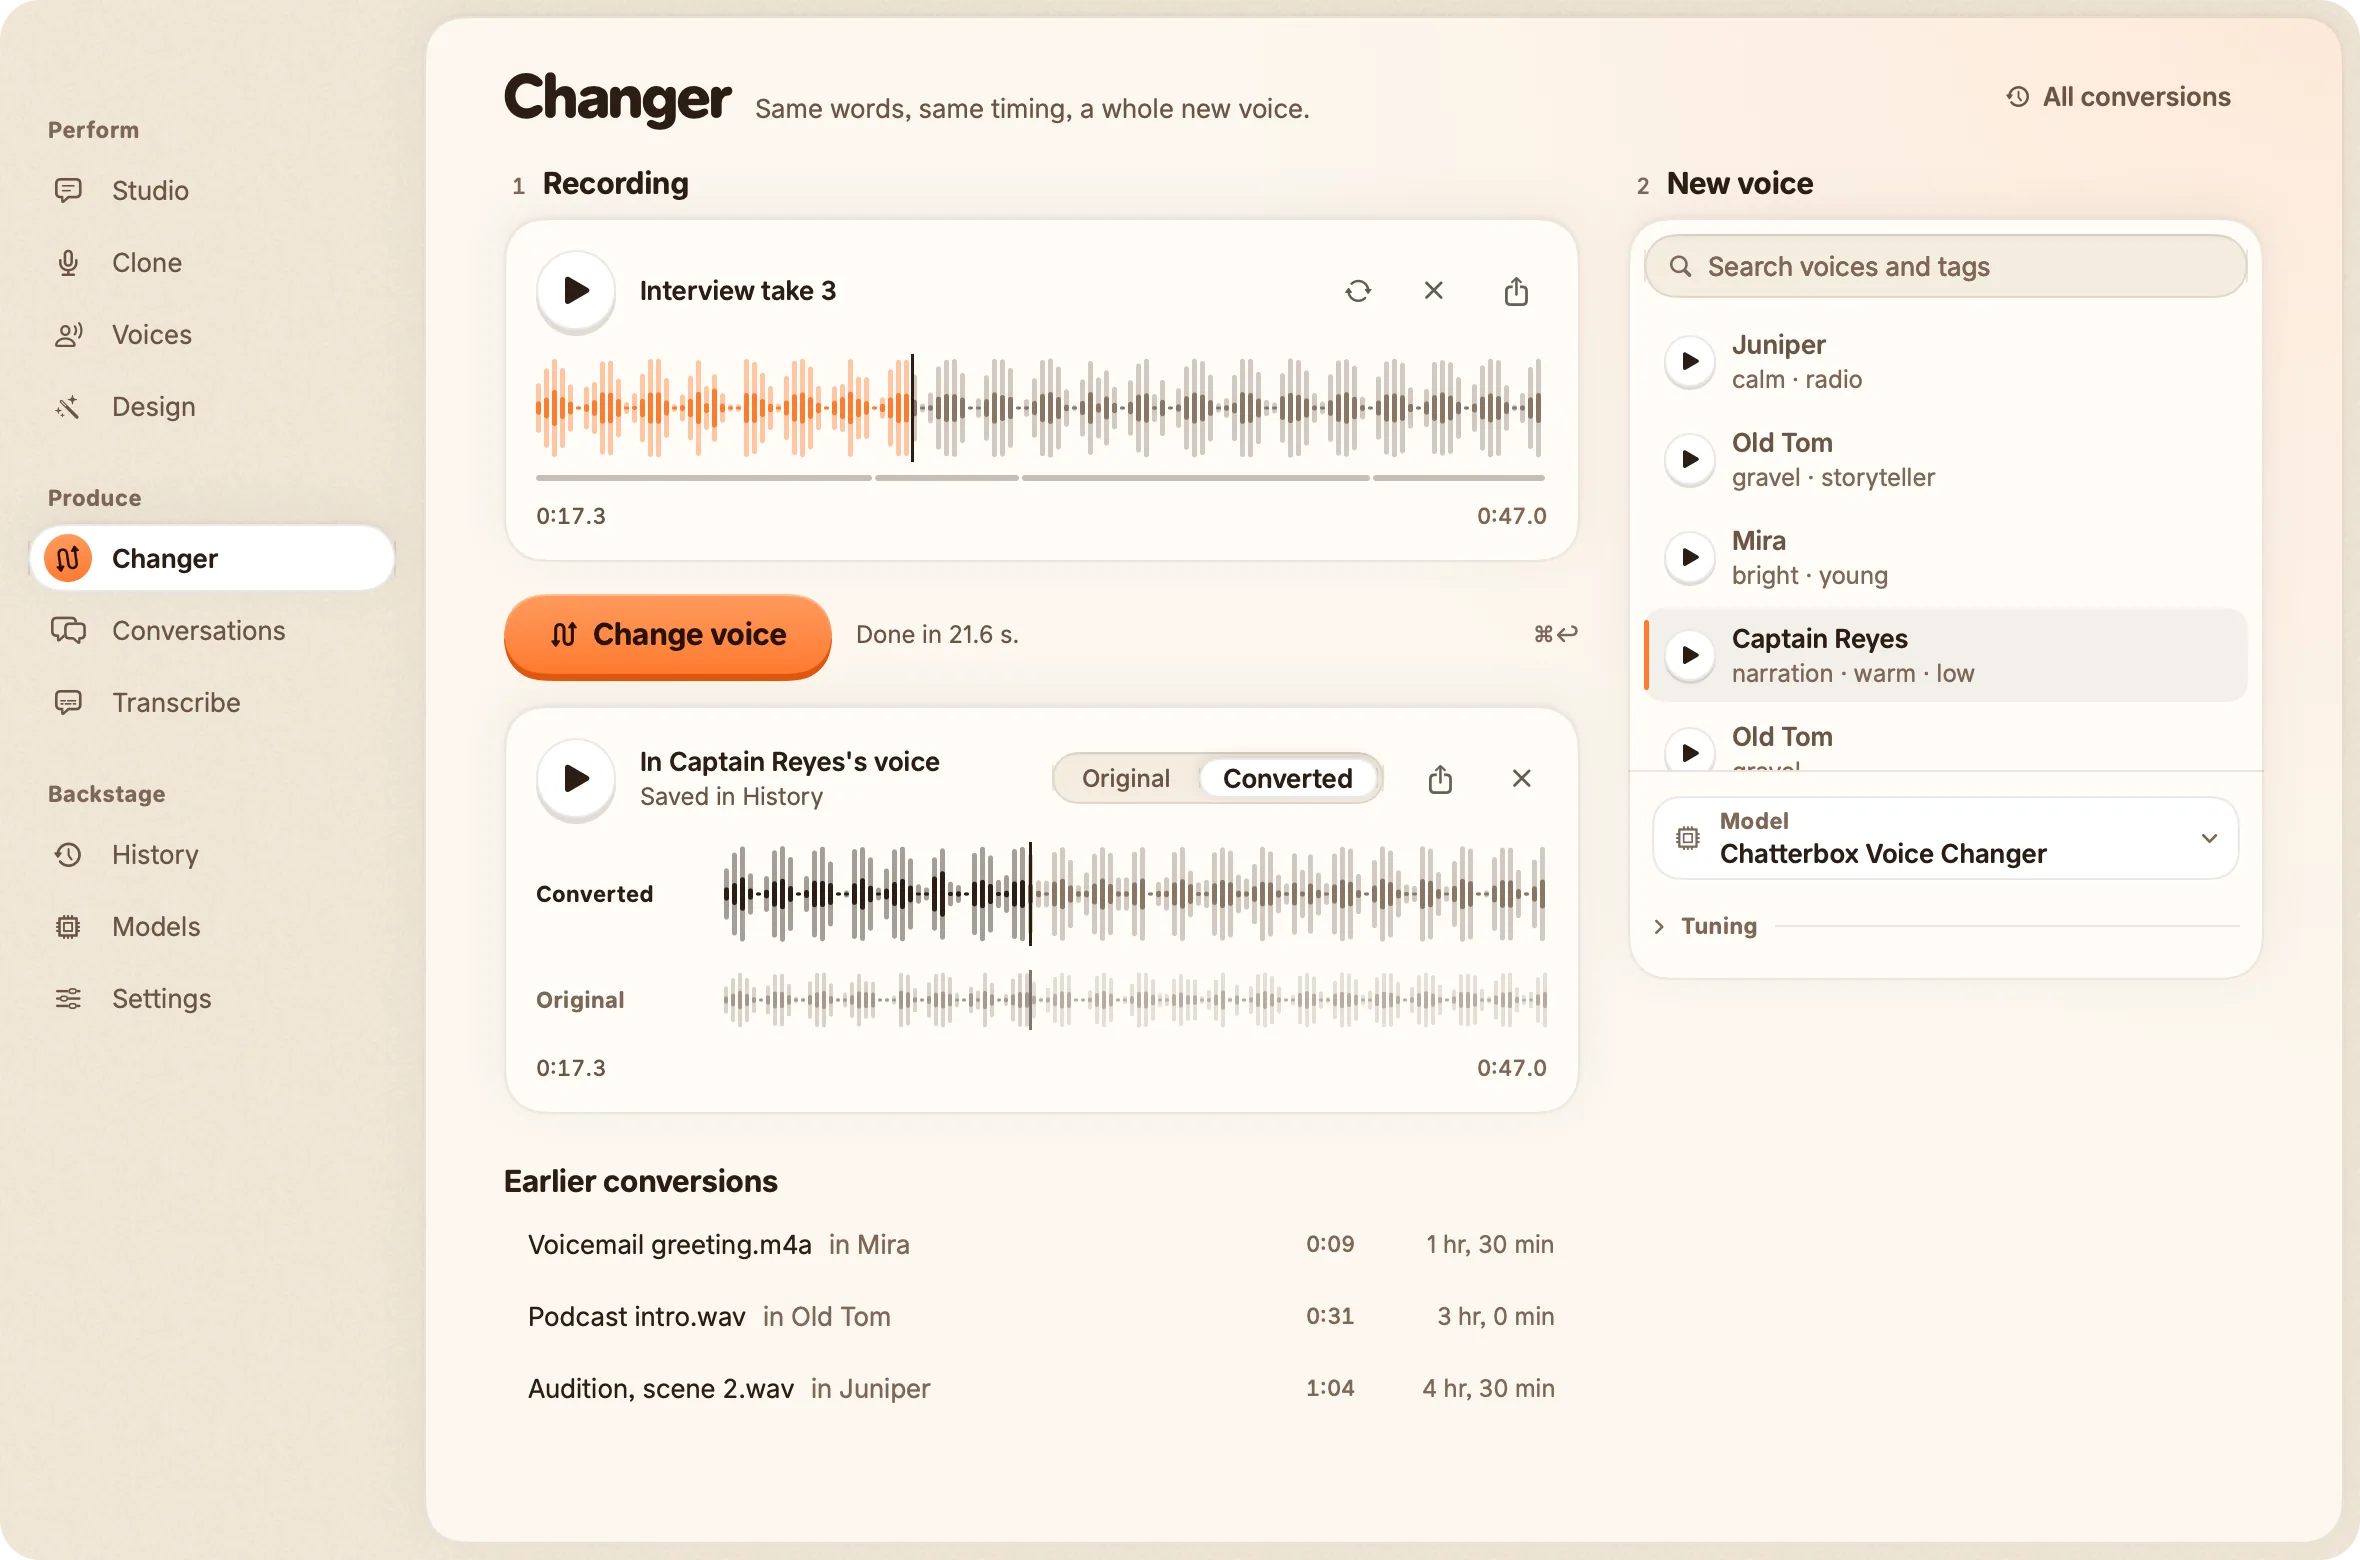 Perform
Studio
Clone
Voices
Design
Produce
Changer
Conversations
Transcribe
Backstage
History
Models
Settings
Changer
Same words, same timing, a whole new voice.
All conversions
1 Recording
Interview take 3
0:17.3
0:47.0
Change voice
Done in 21.6 s.
⌘↩
In Captain Reyes's voice
Saved in History
Original
Converted
Converted
Original
0:17.3
0:47.0
Earlier conversions
Voicemail greeting.m4a in Mira 0:09 1 hr, 30 min
Podcast intro.wav in Old Tom 0:31 3 hr, 0 min
Audition, scene 2.wav in Juniper 1:04 4 hr, 30 min
2 New voice
Search voices and tags
Juniper
calm · radio
Old Tom
gravel · storyteller
Mira
bright · young
Captain Reyes
narration · warm · low
Old Tom
Model
Chatterbox Voice Changer
Tuning